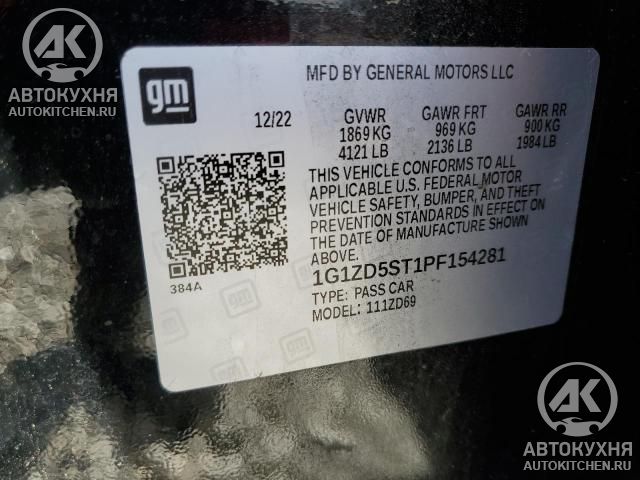 AK
АВТОКУХНЯ
AUTOKITCHEN.RU
gm
MFD BY GENERAL MOTORS LLC
12/22
GVWR GAWR FRT GAWR RR
1869 KG 969 KG 900 KG
4121 LB 2136 LB 1984 LB
THIS VEHICLE CONFORMS TO ALL
APPLICABLE U.S. FEDERAL MOTOR
VEHICLE SAFETY, BUMPER, AND THEFT
PREVENTION STANDARDS IN EFFECT ON
THE DATE OF MANUFACTURE SHOWN
ABOVE.
384A
1G1ZD5ST1PF154281
TYPE: PASS CAR
MODEL: 111ZD69
AK
АВТОКУХНЯ
AUTOKITCHEN.RU